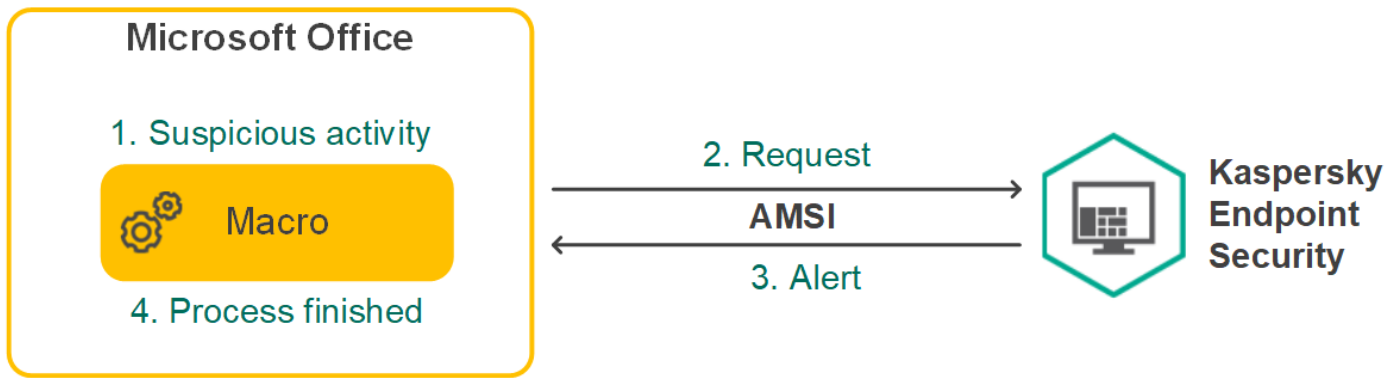 Microsoft Office
1. Suspicious activity
Macro
4. Process finished
2. Request
AMSI
3. Alert
Kaspersky
Endpoint
Security